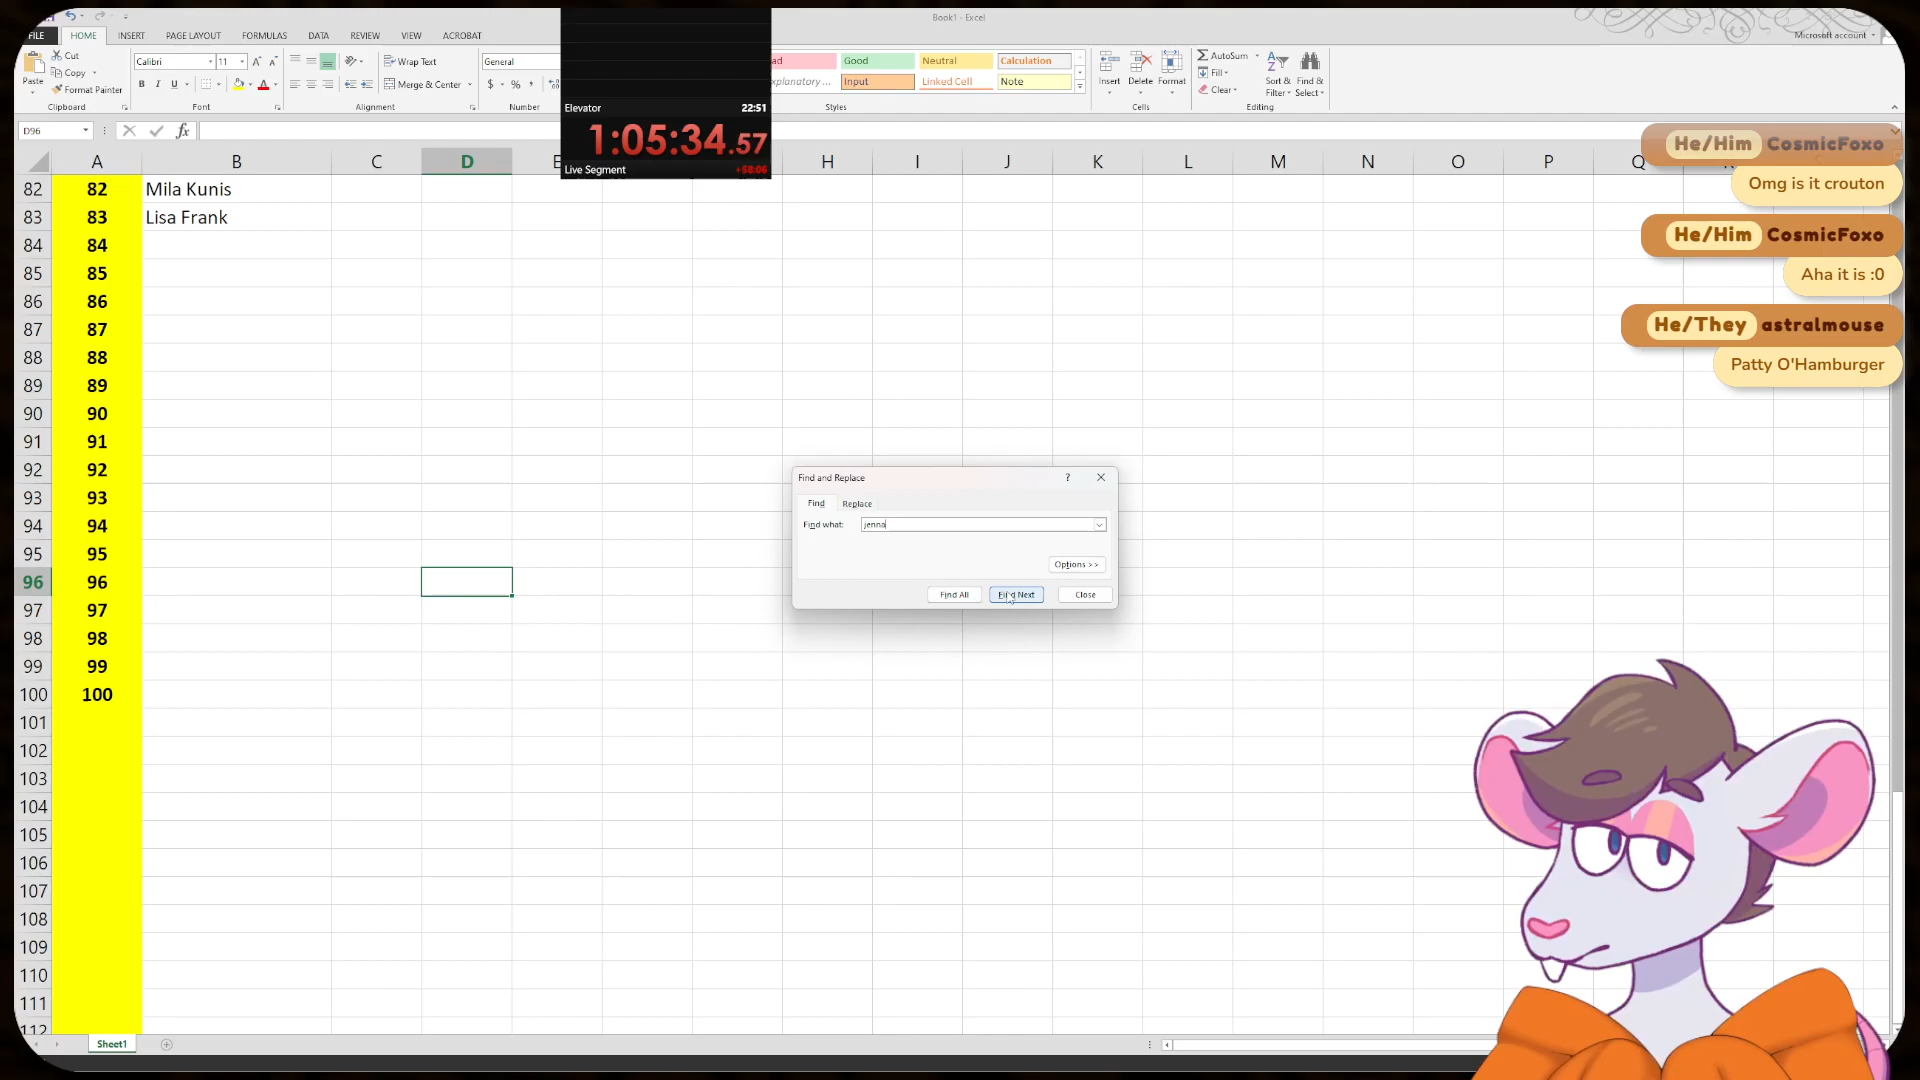 Book1 - Excel
Microsoft account
FILE HOME INSERT PAGE LAYOUT FORMULAS DATA REVIEW VIEW ACROBAT
Paste
Cut
Copy
Format Painter
Clipboard
Calibri 11
B I U
Font
Wrap Text
Merge & Center
Alignment
General
$ % ,
Number
Good Neutral Calculation
Input Linked Cell Note
Styles
Insert Delete Format
Cells
AutoSum
Fill
Clear
Sort & Filter
Find & Select
Editing
Elevator 22:51
1:05:34.57
Live Segment +58:06
D96
fx
A B C D H I J K L M N O P Q
82 82 Mila Kunis
83 83 Lisa Frank
84 84
85 85
86 86
87 87
88 88
89 89
90 90
91 91
92 92
93 93
94 94
95 95
96 96
97 97
98 98
99 99
100 100
101
102
103
104
105
106
107
108
109
110
111
112
Find and Replace ?
Find Replace
Find what: jenna
Options >>
Find All Find Next Close
He/Him CosmicFoxo
Omg is it crouton
He/Him CosmicFoxo
Aha it is :0
He/They astralmouse
Patty O'Hamburger
Sheet1